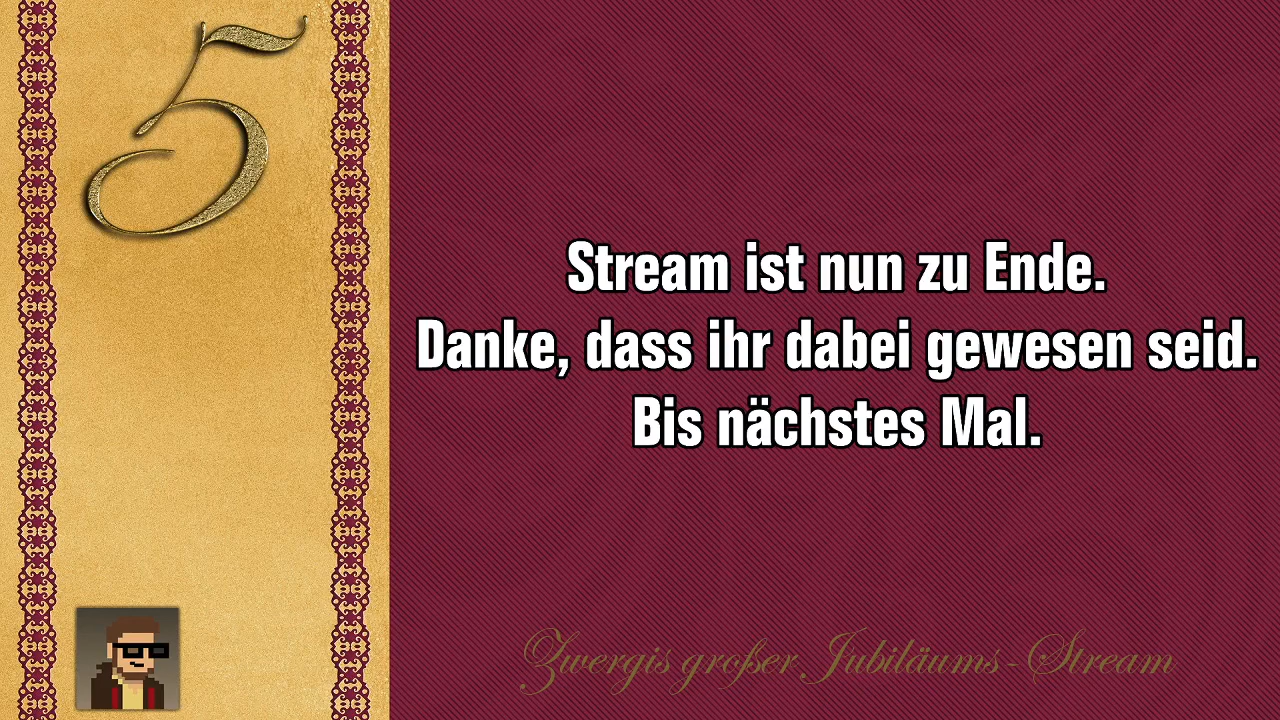 5
Stream ist nun zu Ende.
Danke, dass ihr dabei gewesen seid.
Bis nächstes Mal.
Zwergis großer Jubiläums-Stream